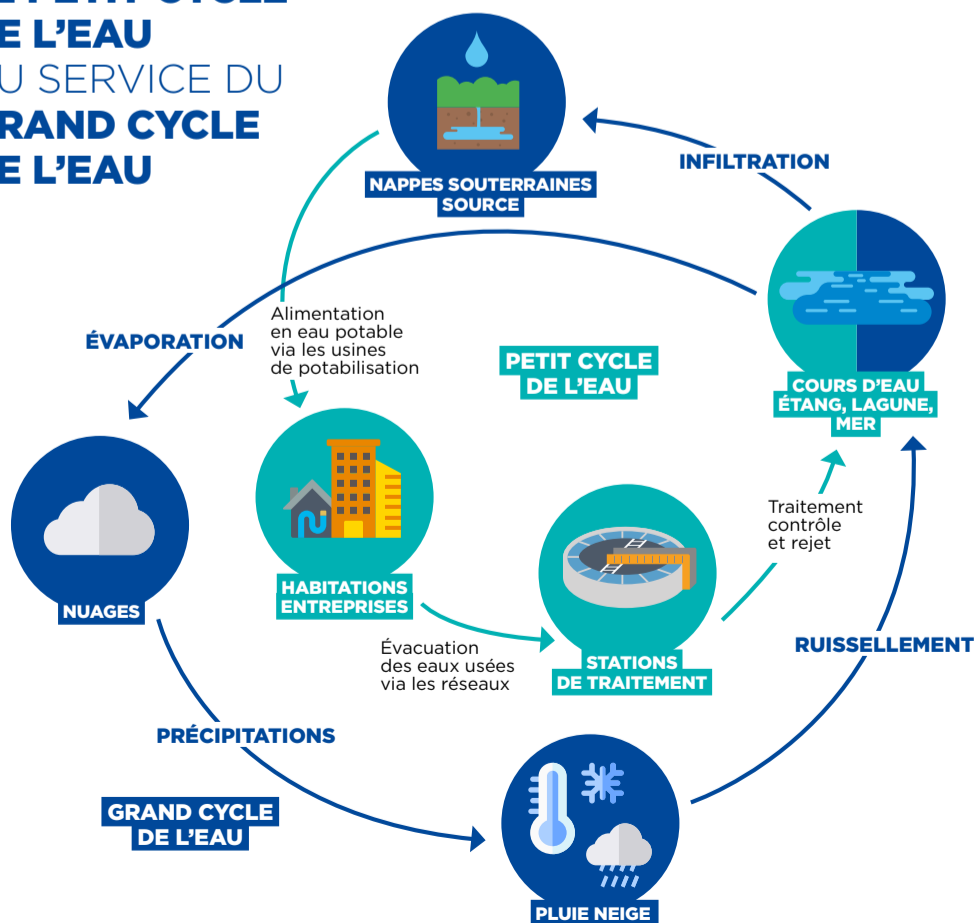 E L'EAU
U SERVICE DU
RAND CYCLE
E L'EAU
NAPPES SOUTERRAINES
SOURCE
INFILTRATION
ÉVAPORATION
Alimentation
en eau potable
via les usines
de potabilisation
PETIT CYCLE
DE L'EAU
COURS D'EAU
ÉTANG, LAGUNE,
MER
NUAGES
HABITATIONS
ENTREPRISES
Traitement
contrôle
et rejet
Évacuation
des eaux usées
via les réseaux
STATIONS
DE TRAITEMENT
RUISSELLEMENT
PRÉCIPITATIONS
GRAND CYCLE
DE L'EAU
PLUIE NEIGE